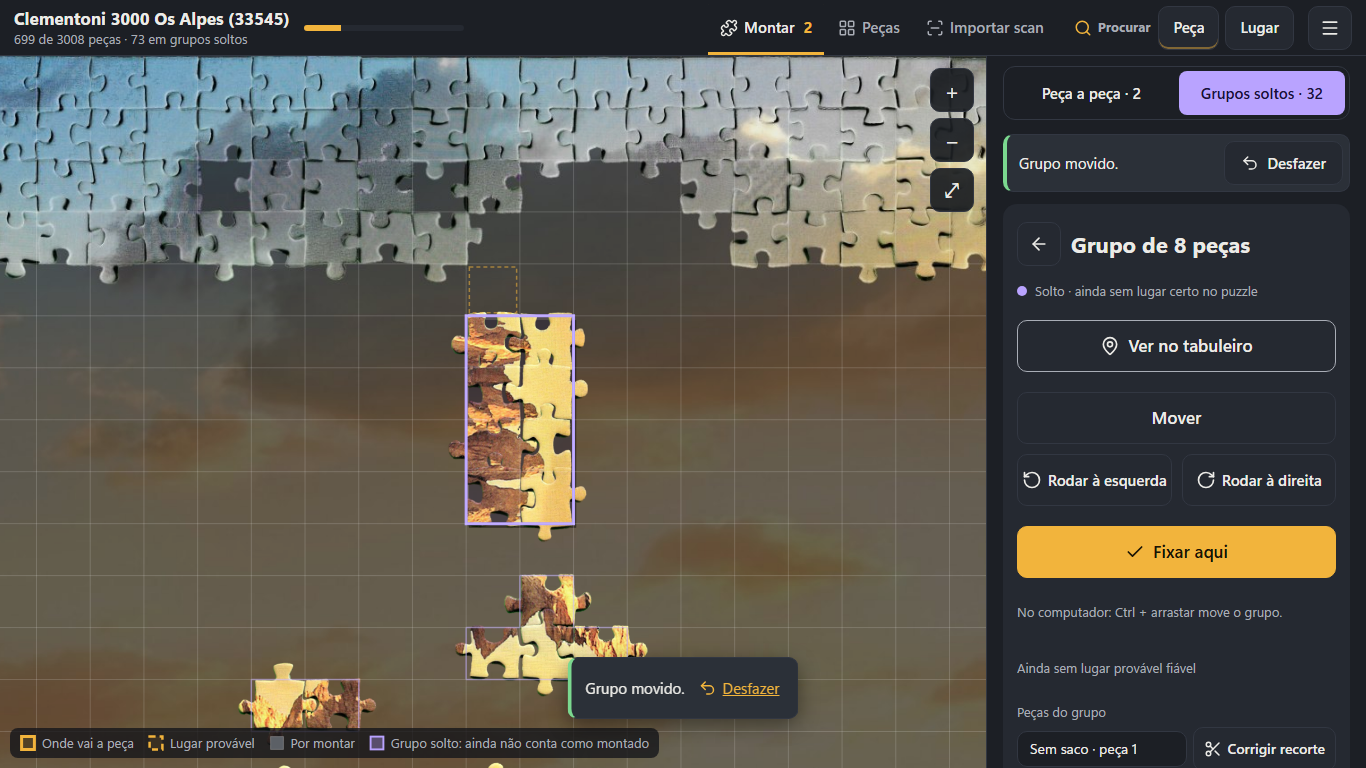 Clementoni 3000 Os Alpes (33545)
699 de 3008 peças · 73 em grupos soltos
Montar 2
Peças
Importar scan
Procurar
Peça
Lugar
Peça a peça · 2
Grupos soltos · 32
Grupo movido.
Desfazer
Grupo de 8 peças
Solto · ainda sem lugar certo no puzzle
Ver no tabuleiro
Mover
Rodar à esquerda
Rodar à direita
Fixar aqui
No computador: Ctrl + arrastar move o grupo.
Ainda sem lugar provável fiável
Peças do grupo
Sem saco · peça 1
Corrigir recorte
Grupo movido.
Desfazer
Onde vai a peça
Lugar provável
Por montar
Grupo solto: ainda não conta como montado